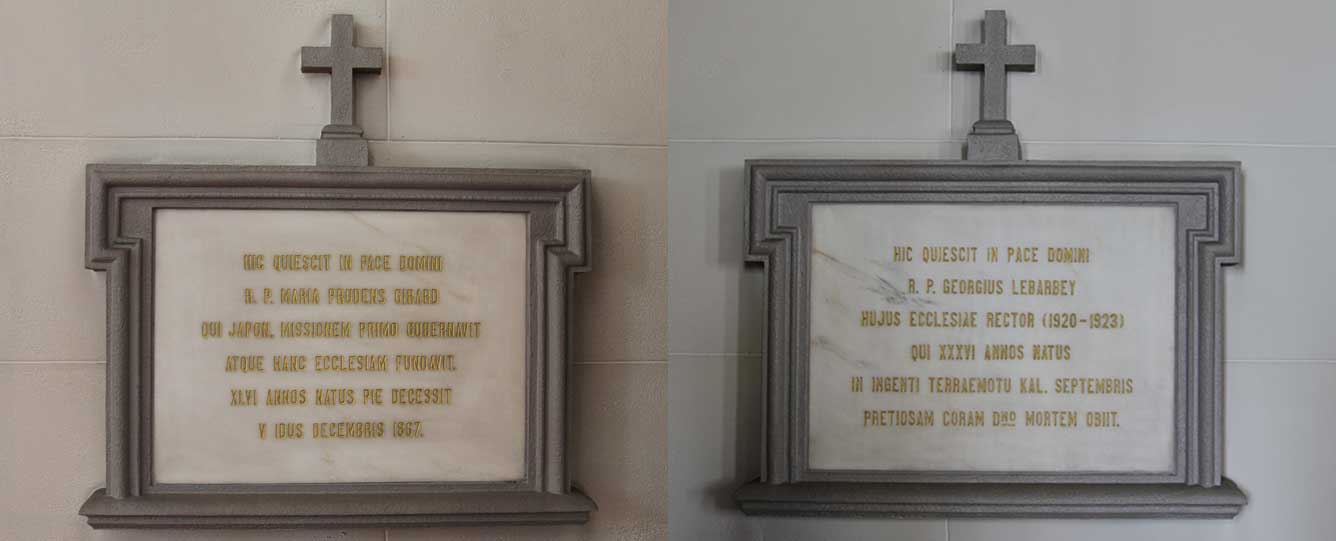 HIC QUIESCIT IN PACE DOMINI
R. P. MARIA PRUDENS GIRARD
QUI JAPON. MISSIONEM PRIMO GUBERNAVIT
ATQUE HANC ECCLESIAM FUNDAVIT.
XLVI ANNOS NATUS PIE DECESSIT
V IDUS DECEMBRIS 1867.
HIC QUIESCIT IN PACE DOMINI
R. P. GEORGIUS LEBARBEY
HUJUS ECCLESIAE RECTOR (1920-1923)
QUI XXXVI ANNOS NATUS
IN INGENTI TERRAEMOTU KAL. SEPTEMBRIS
PRETIOSAM CORAM DNO MORTEM OBIIT.